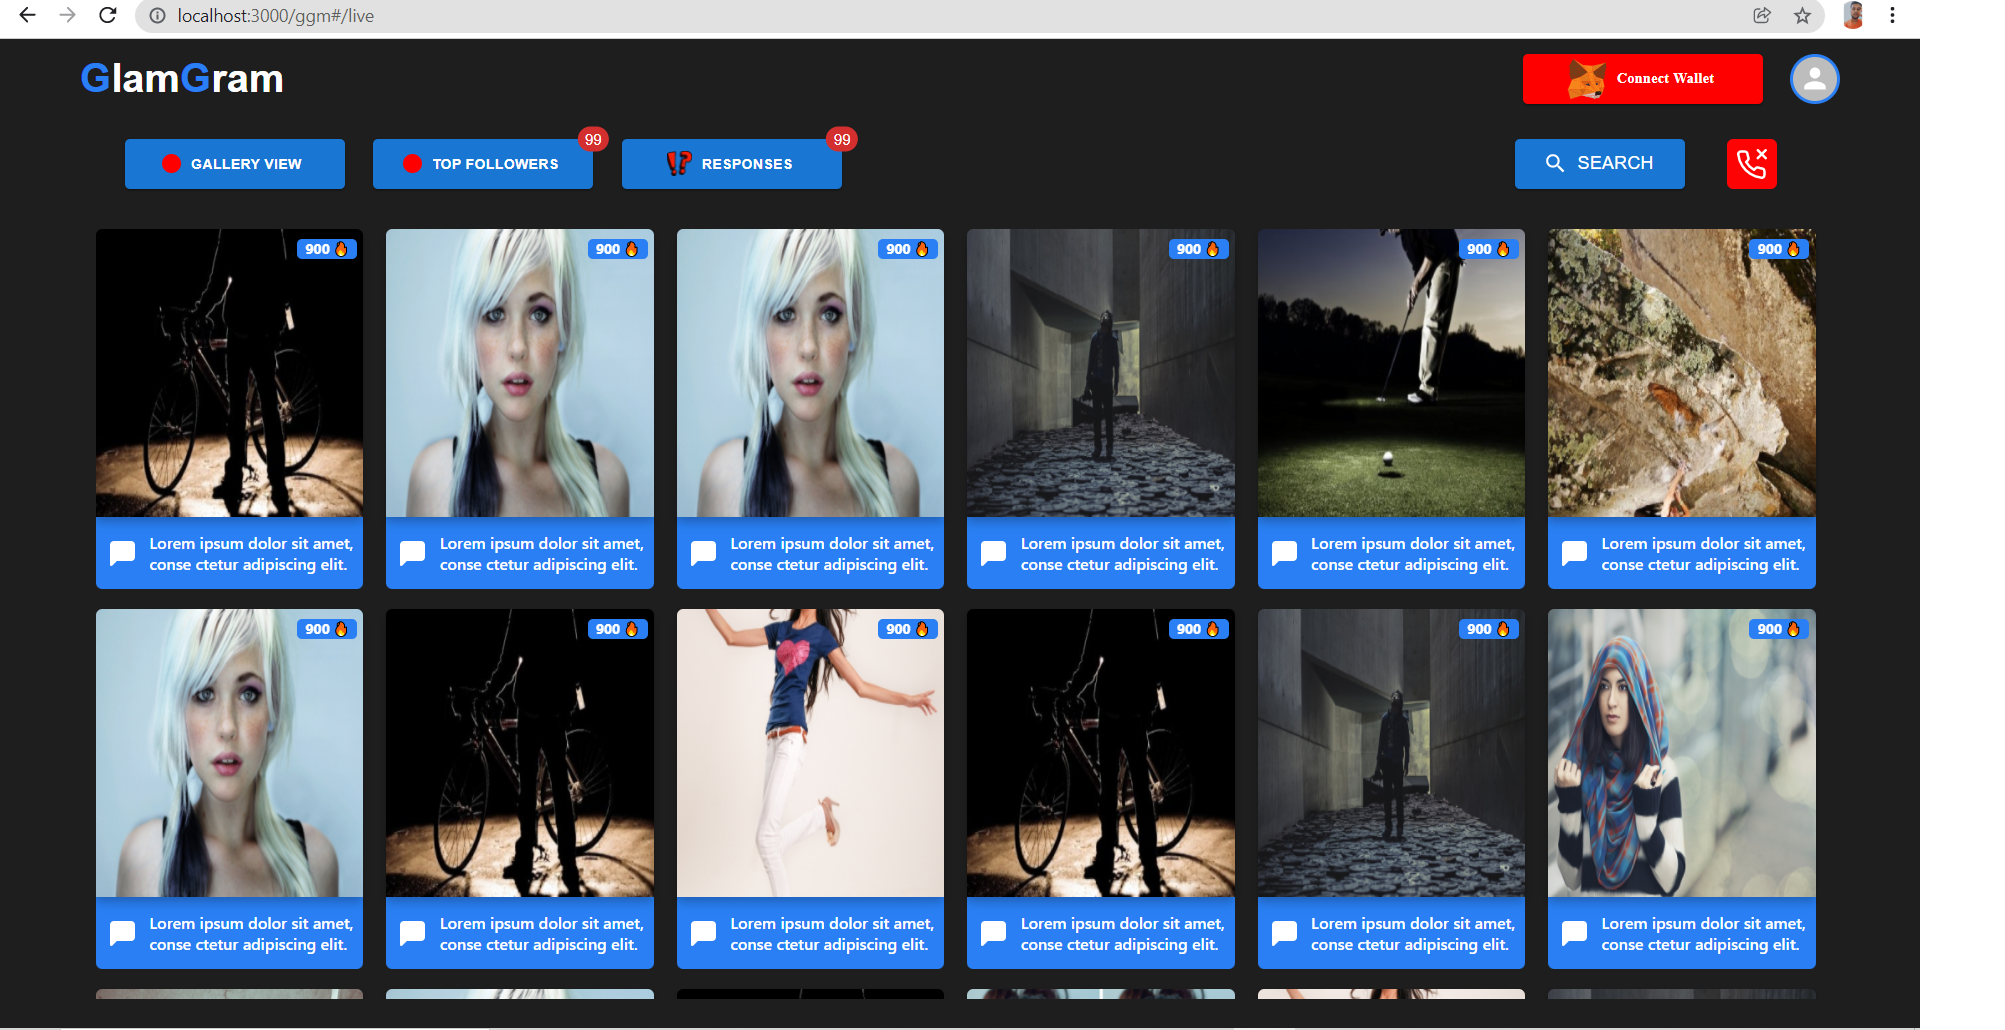 localhost:3000/ggm#/live
GlamGram
Connect Wallet
GALLERY VIEW
TOP FOLLOWERS
99
RESPONSES
99
SEARCH
900
900
900
900
900
900
Lorem ipsum dolor sit amet,
conse ctetur adipiscing elit.
Lorem ipsum dolor sit amet,
conse ctetur adipiscing elit.
Lorem ipsum dolor sit amet,
conse ctetur adipiscing elit.
Lorem ipsum dolor sit amet,
conse ctetur adipiscing elit.
Lorem ipsum dolor sit amet,
conse ctetur adipiscing elit.
Lorem ipsum dolor sit amet,
conse ctetur adipiscing elit.
900
900
900
900
900
900
Lorem ipsum dolor sit amet,
conse ctetur adipiscing elit.
Lorem ipsum dolor sit amet,
conse ctetur adipiscing elit.
Lorem ipsum dolor sit amet,
conse ctetur adipiscing elit.
Lorem ipsum dolor sit amet,
conse ctetur adipiscing elit.
Lorem ipsum dolor sit amet,
conse ctetur adipiscing elit.
Lorem ipsum dolor sit amet,
conse ctetur adipiscing elit.